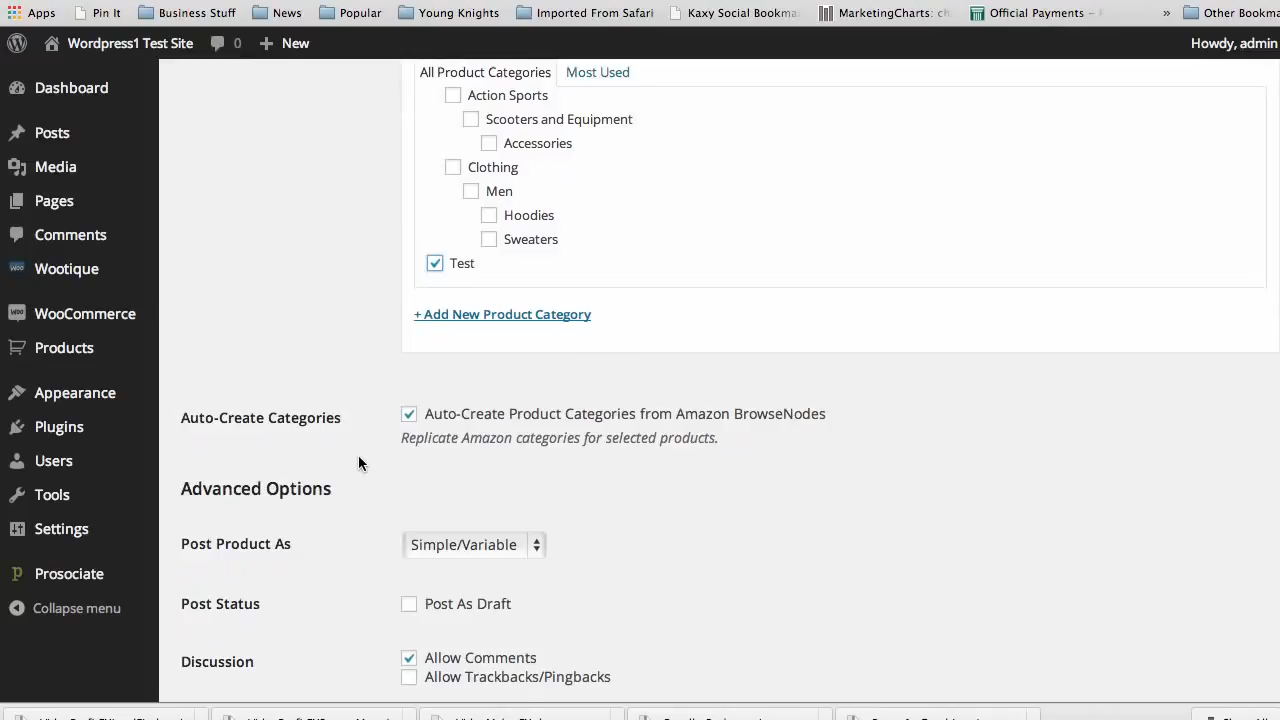 Apps Pin It Business Stuff News Popular Young Knights Imported From Safari Kaxy Social Bookma MarketingCharts: ch Official Payments – » Other Bookma
Wordpress1 Test Site 0 New Howdy, admin
Dashboard
Posts
Media
Pages
Comments
Wootique
WooCommerce
Products
Appearance
Plugins
Users
Tools
Settings
Prosociate
Collapse menu
All Product Categories Most Used
Action Sports
Scooters and Equipment
Accessories
Clothing
Men
Hoodies
Sweaters
Test
+ Add New Product Category
Auto-Create Categories Auto-Create Product Categories from Amazon BrowseNodes
Replicate Amazon categories for selected products.
Advanced Options
Post Product As Simple/Variable
Post Status Post As Draft
Discussion Allow Comments
Allow Trackbacks/Pingbacks